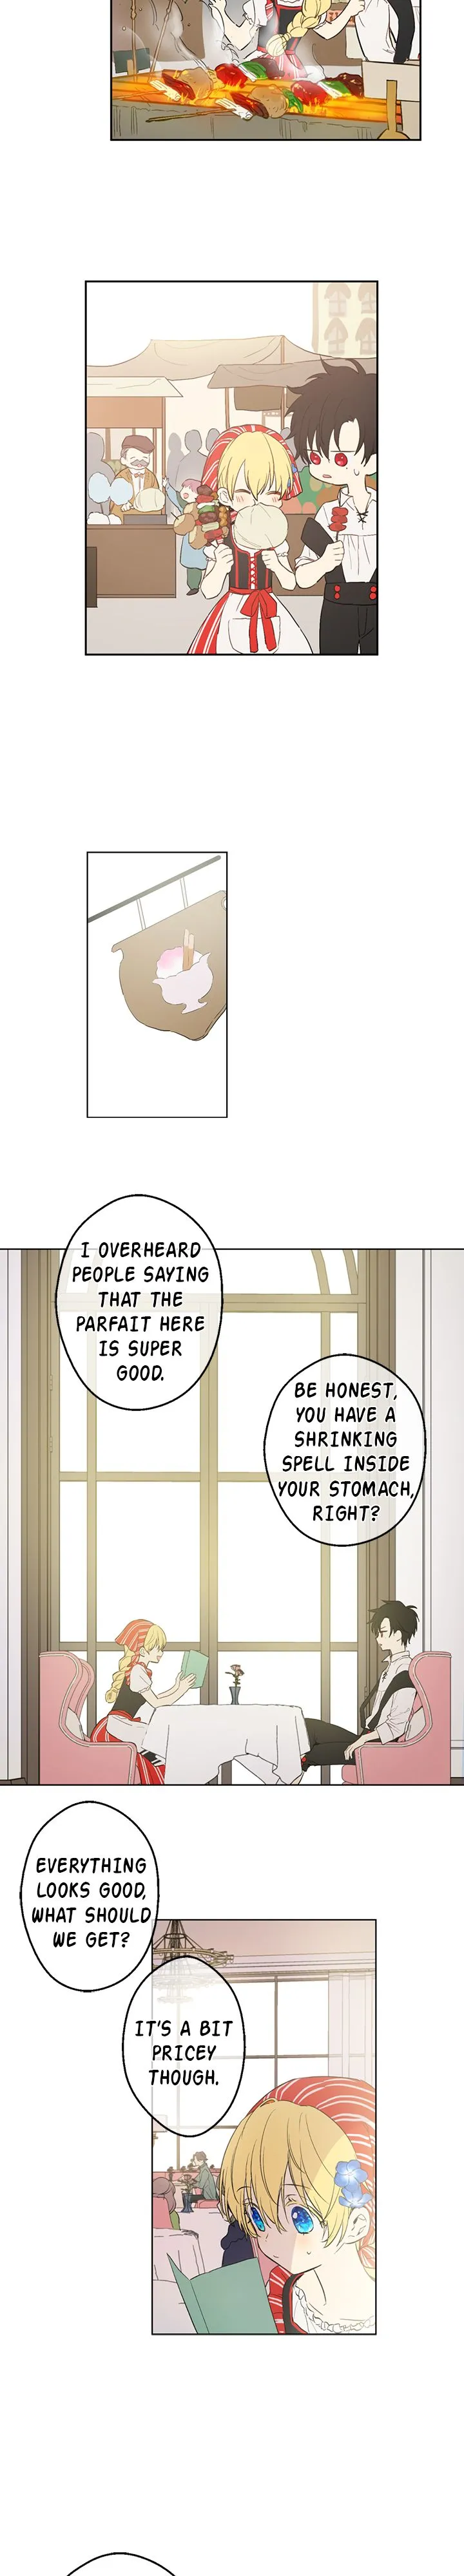 I OVERHEARD
PEOPLE SAYING
THAT THE
PARFAIT HERE
IS SUPER
GOOD.
BE HONEST,
YOU HAVE A
SHRINKING
SPELL INSIDE
YOUR STOMACH,
RIGHT?
EVERYTHING
LOOKS GOOD,
WHAT SHOULD
WE GET?
IT'S A BIT
PRICEY
THOUGH.